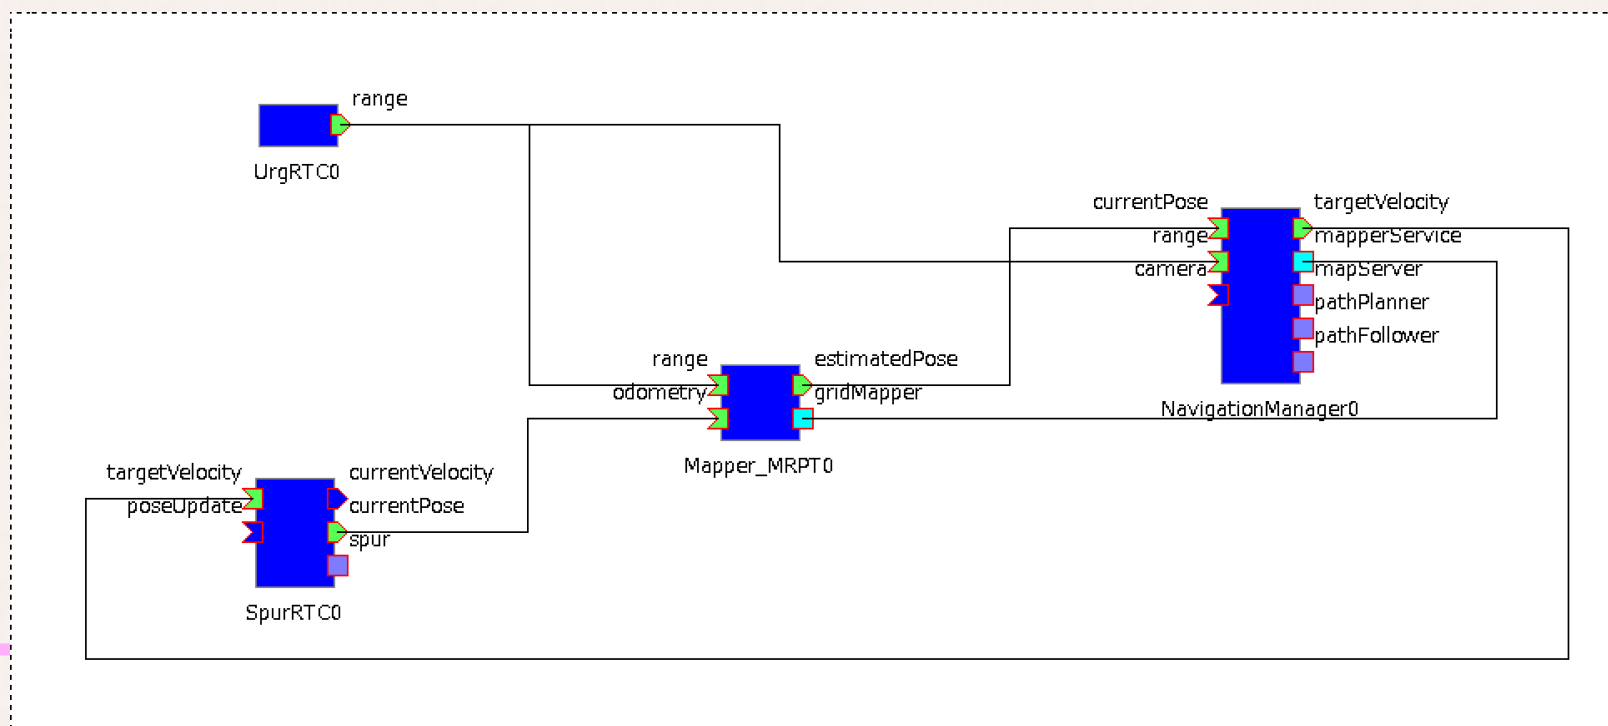 range
UrgRTC0
currentPose
range
camera
targetVelocity
mapperService
mapServer
pathPlanner
pathFollower
NavigationManager0
range
odometry
estimatedPose
gridMapper
Mapper_MRPT0
targetVelocity
poseUpdate
currentVelocity
currentPose
spur
SpurRTC0